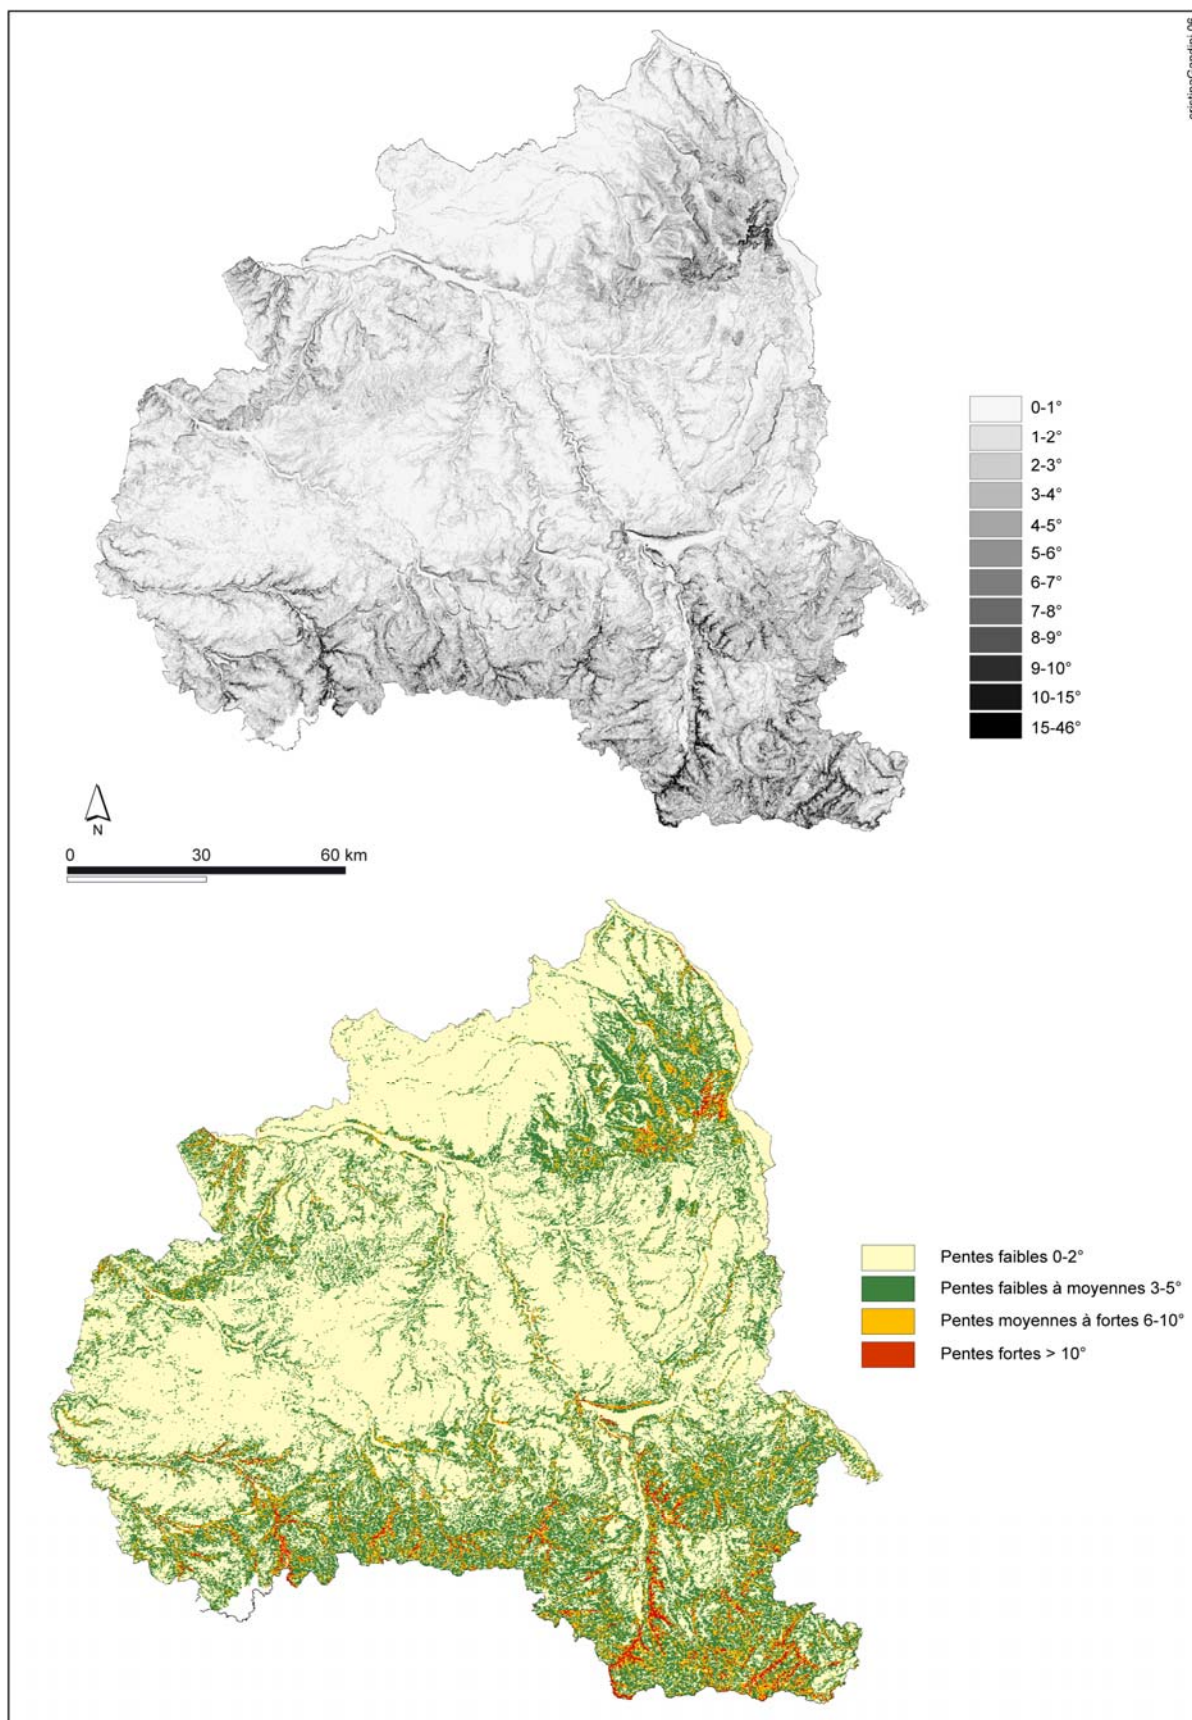 cristinaGandini 06
0-1°
1-2°
2-3°
3-4°
4-5°
5-6°
6-7°
7-8°
8-9°
9-10°
10-15°
15-46°
N
0 30 60 km
Pentes faibles 0-2°
Pentes faibles à moyennes 3-5°
Pentes moyennes à fortes 6-10°
Pentes fortes > 10°